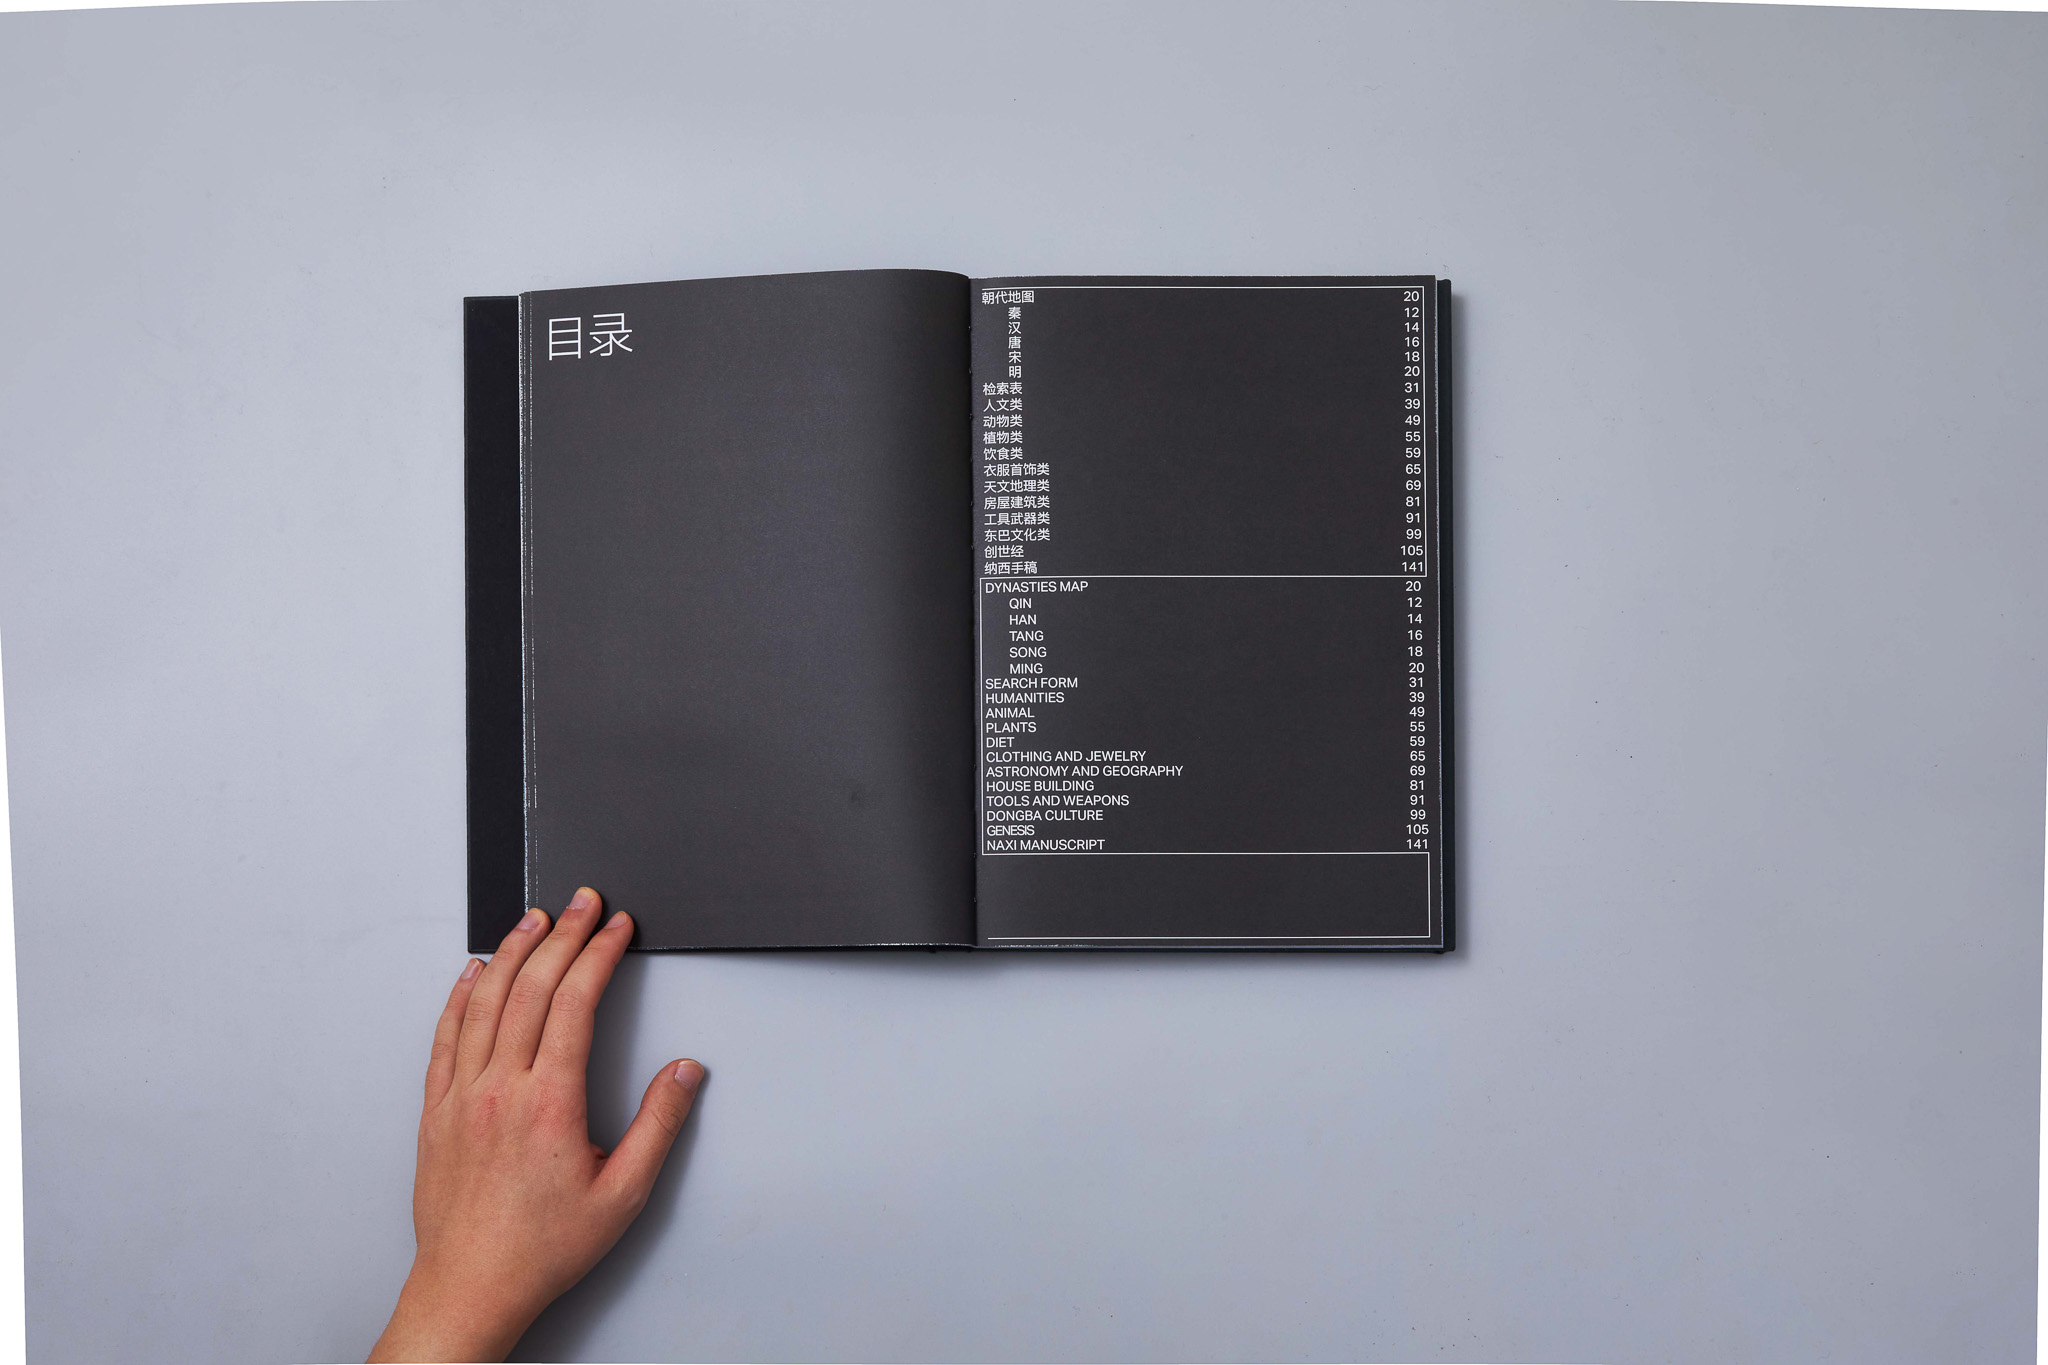 目录
朝代地图 20
秦 12
汉 14
唐 16
宋 18
明 20
检索表 31
人文类 39
动物类 49
植物类 55
饮食类 59
衣服首饰类 65
天文地理类 69
房屋建筑类 81
工具武器类 91
东巴文化类 99
创世经 105
纳西手稿 141
DYNASTIES MAP 20
QIN 12
HAN 14
TANG 16
SONG 18
MING 20
SEARCH FORM 31
HUMANITIES 39
ANIMAL 49
PLANTS 55
DIET 59
CLOTHING AND JEWELRY 65
ASTRONOMY AND GEOGRAPHY 69
HOUSE BUILDING 81
TOOLS AND WEAPONS 91
DONGBA CULTURE 99
GENESIS 105
NAXI MANUSCRIPT 141